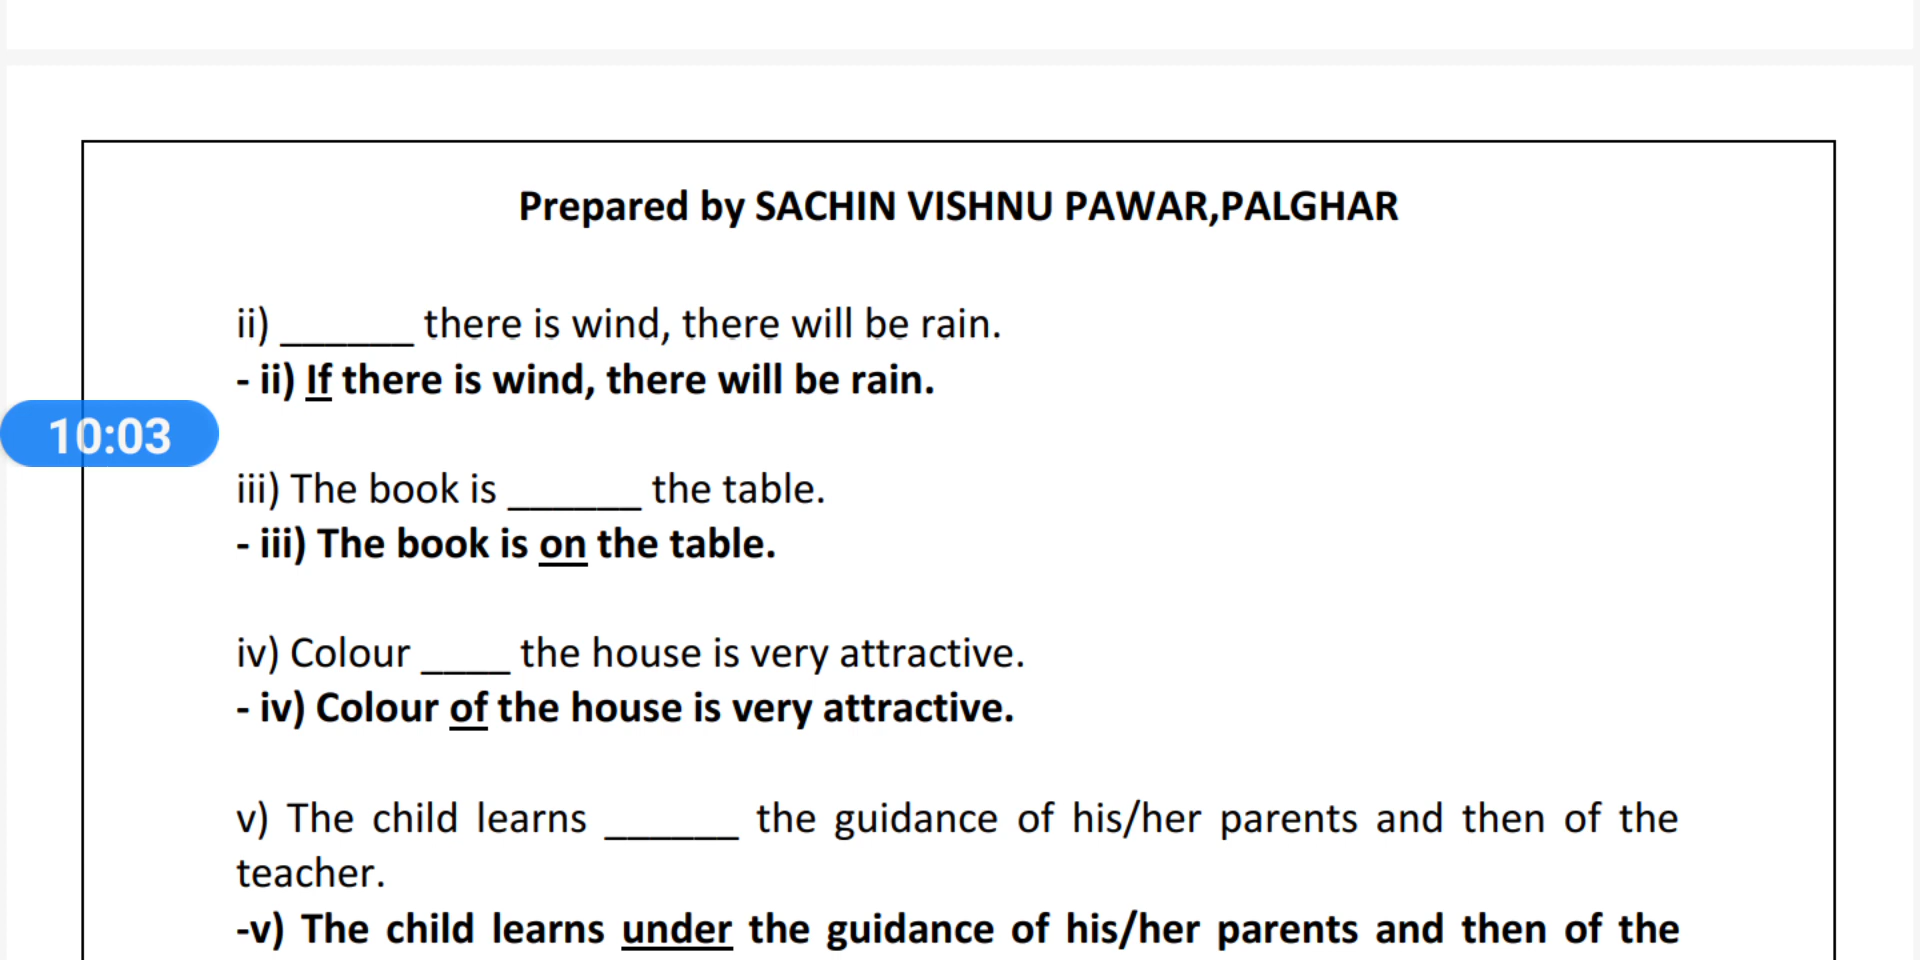 Prepared by SACHIN VISHNU PAWAR,PALGHAR
ii) ______ there is wind, there will be rain.
- ii) If there is wind, there will be rain.
10:03
iii) The book is ______ the table.
- iii) The book is on the table.
iv) Colour ____ the house is very attractive.
- iv) Colour of the house is very attractive.
v) The child learns ______ the guidance of his/her parents and then of the
teacher.
-v) The child learns under the guidance of his/her parents and then of the